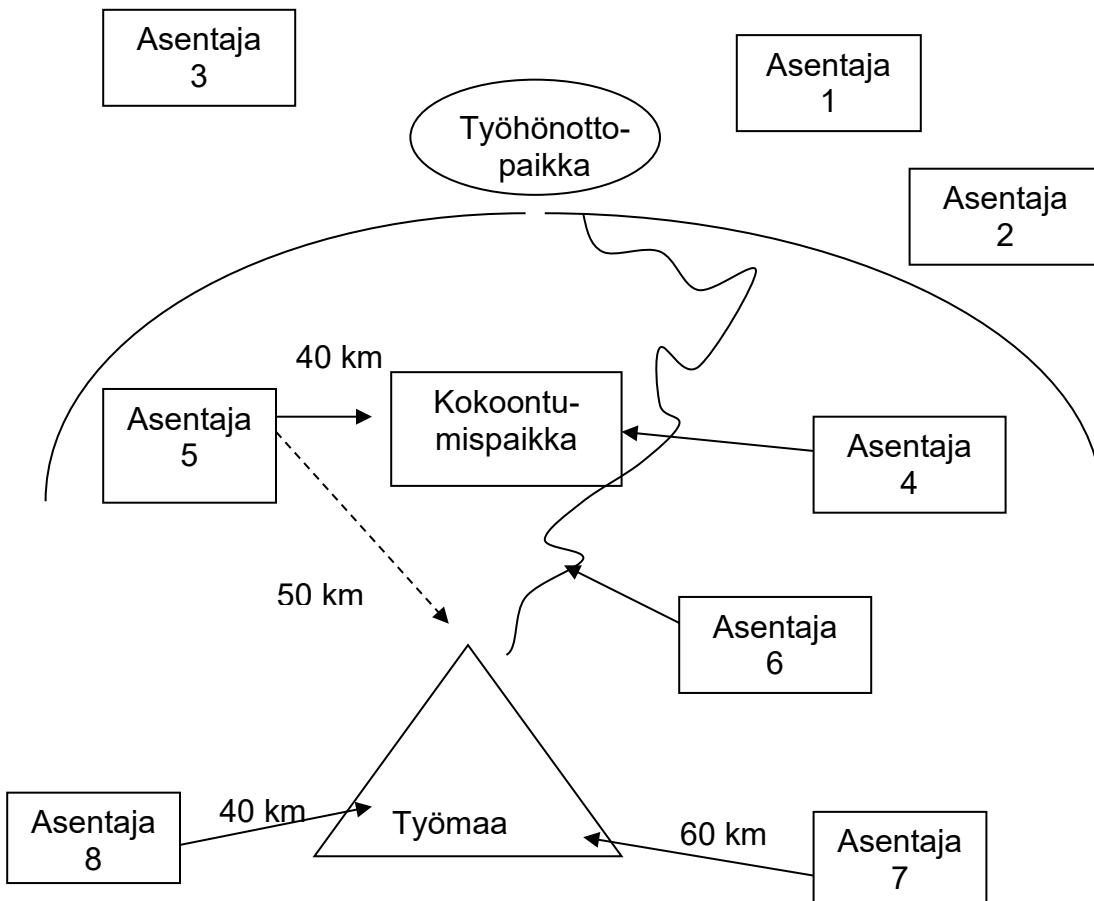 Asentaja
3
Asentaja
1
Työhönotto-
paikka
Asentaja
2
40 km
Asentaja
5
Kokoontu-
mispaikka
Asentaja
4
50 km
Asentaja
6
Asentaja
8
40 km
Työmaa
60 km
Asentaja
7